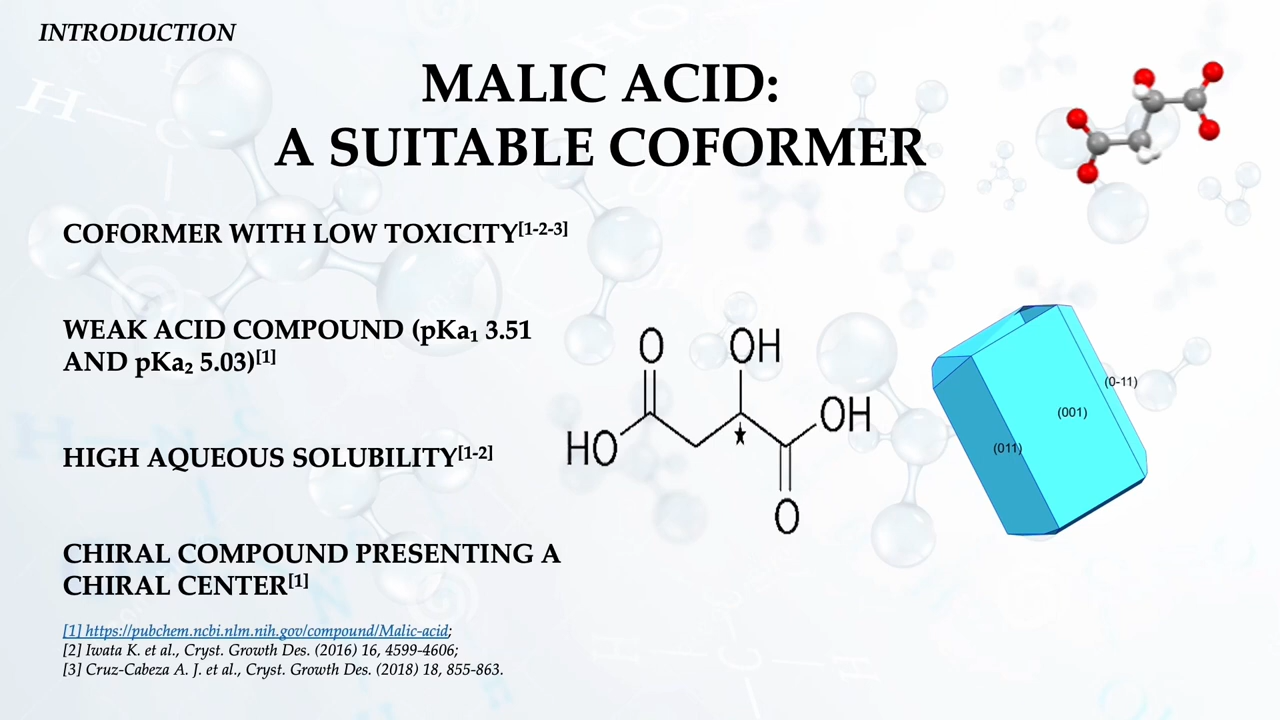 INTRODUCTION
MALIC ACID:
A SUITABLE COFORMER
COFORMER WITH LOW TOXICITY[1-2-3]
WEAK ACID COMPOUND (pKa₁ 3.51
AND pKa₂ 5.03)[1]
HIGH AQUEOUS SOLUBILITY[1-2]
CHIRAL COMPOUND PRESENTING A
CHIRAL CENTER[1]
O
OH
HO
OH
O
(0-11)
(001)
(011)
[1] https://pubchem.ncbi.nlm.nih.gov/compound/Malic-acid;
[2] Iwata K. et al., Cryst. Growth Des. (2016) 16, 4599-4606;
[3] Cruz-Cabeza A. J. et al., Cryst. Growth Des. (2018) 18, 855-863.